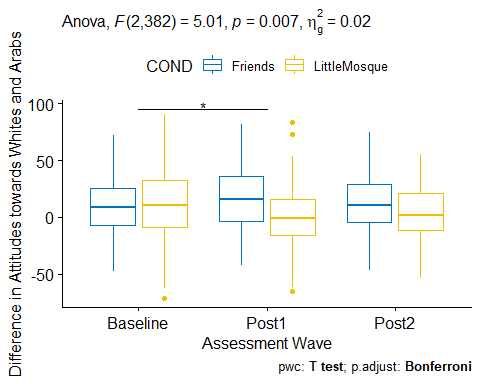 Anova, F(2,382) = 5.01, p = 0.007, η²g = 0.02
COND Friends LittleMosque
Difference in Attitudes towards Whites and Arabs
100
50
0
-50
*
Baseline Post1 Post2
Assessment Wave
pwc: T test; p.adjust: Bonferroni